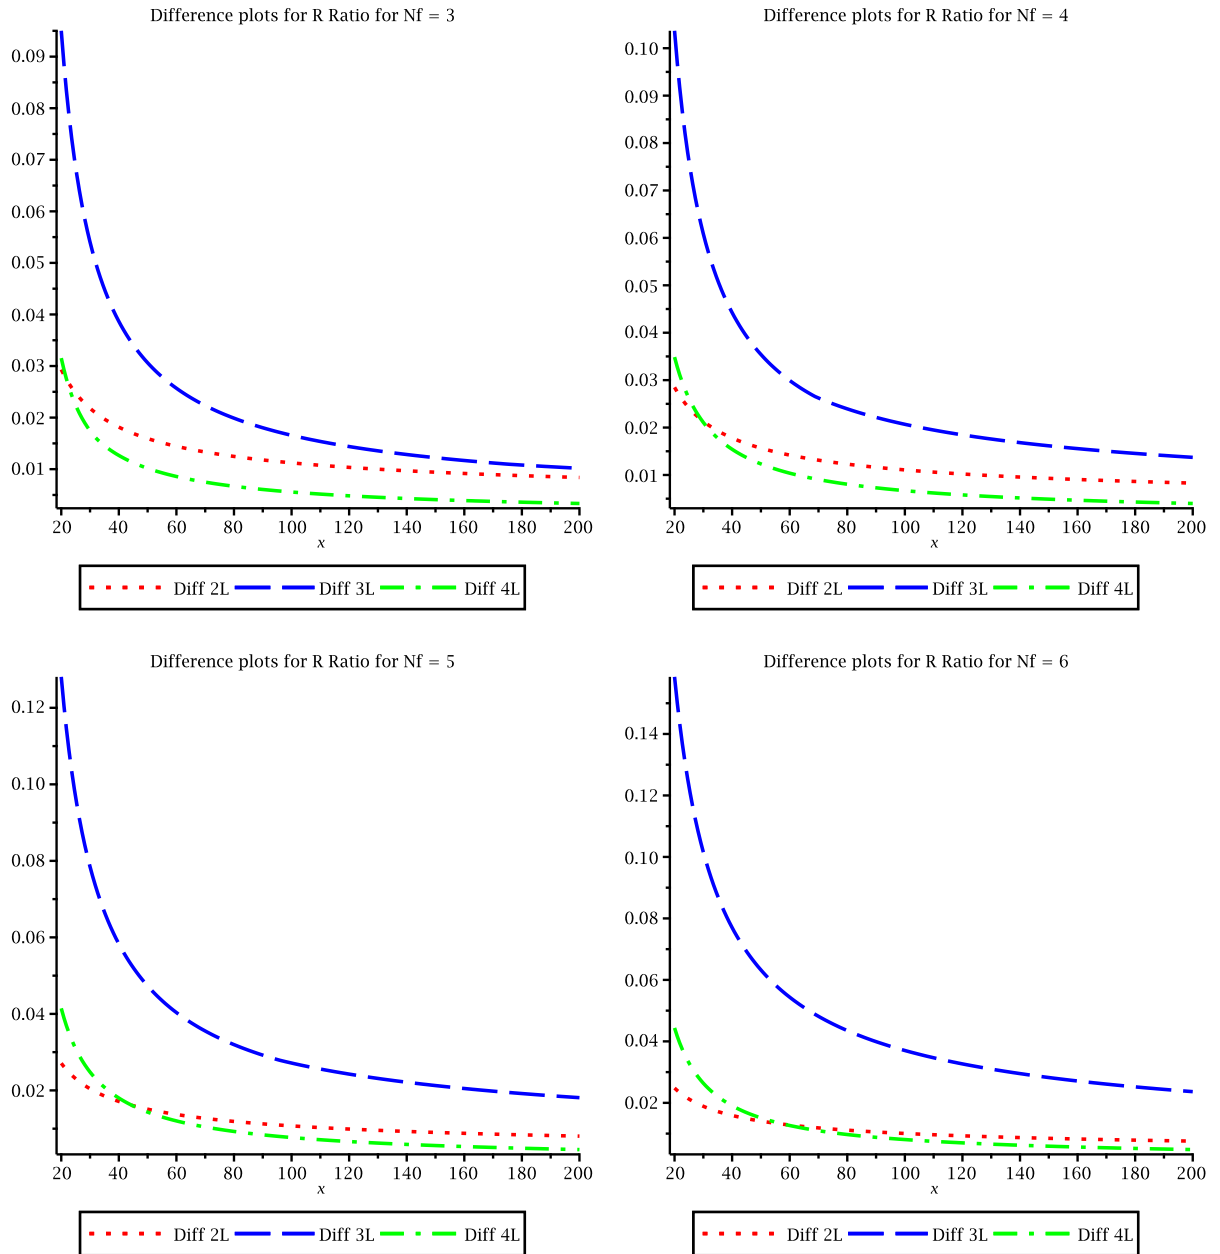 Difference plots for R Ratio for Nf = 3
0.09
0.08
0.07
0.06
0.05
0.04
0.03
0.02
0.01
20 40 60 80 100 120 140 160 180 200
x
Diff 2L Diff 3L Diff 4L
Difference plots for R Ratio for Nf = 4
0.10
0.09
0.08
0.07
0.06
0.05
0.04
0.03
0.02
0.01
20 40 60 80 100 120 140 160 180 200
x
Diff 2L Diff 3L Diff 4L
Difference plots for R Ratio for Nf = 5
0.12
0.10
0.08
0.06
0.04
0.02
20 40 60 80 100 120 140 160 180 200
x
Diff 2L Diff 3L Diff 4L
Difference plots for R Ratio for Nf = 6
0.14
0.12
0.10
0.08
0.06
0.04
0.02
20 40 60 80 100 120 140 160 180 200
x
Diff 2L Diff 3L Diff 4L